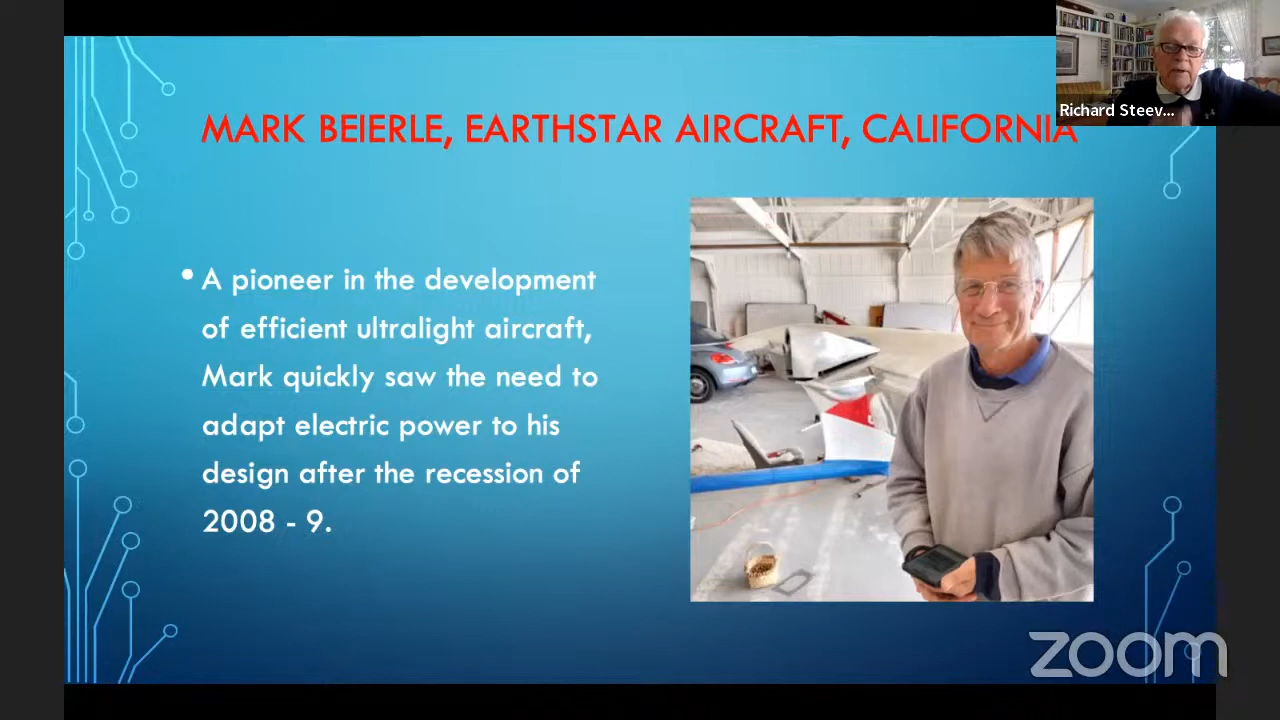 MARK BEIERLE, EARTHSTAR AIRCRAFT, CALIFORNIA
Richard Steev...
• A pioneer in the development
of efficient ultralight aircraft,
Mark quickly saw the need to
adapt electric power to his
design after the recession of
2008 - 9.
zoom